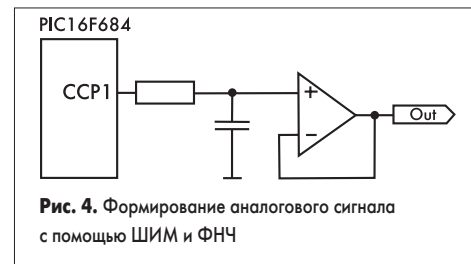 PIC16F684
CCP1
+
−
Out
Рис. 4. Формирование аналогового сигнала
с помощью ШИМ и ФНЧ